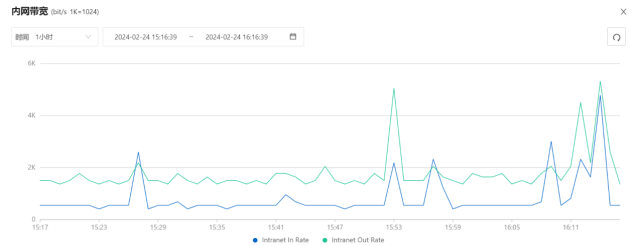 内网带宽 (bit/s 1K=1024)
时间 1小时 2024-02-24 15:16:39 ~ 2024-02-24 16:16:39
6K
4K
2K
0
15:17 15:23 15:29 15:35 15:41 15:47 15:53 15:59 16:05 16:11
Intranet In Rate Intranet Out Rate